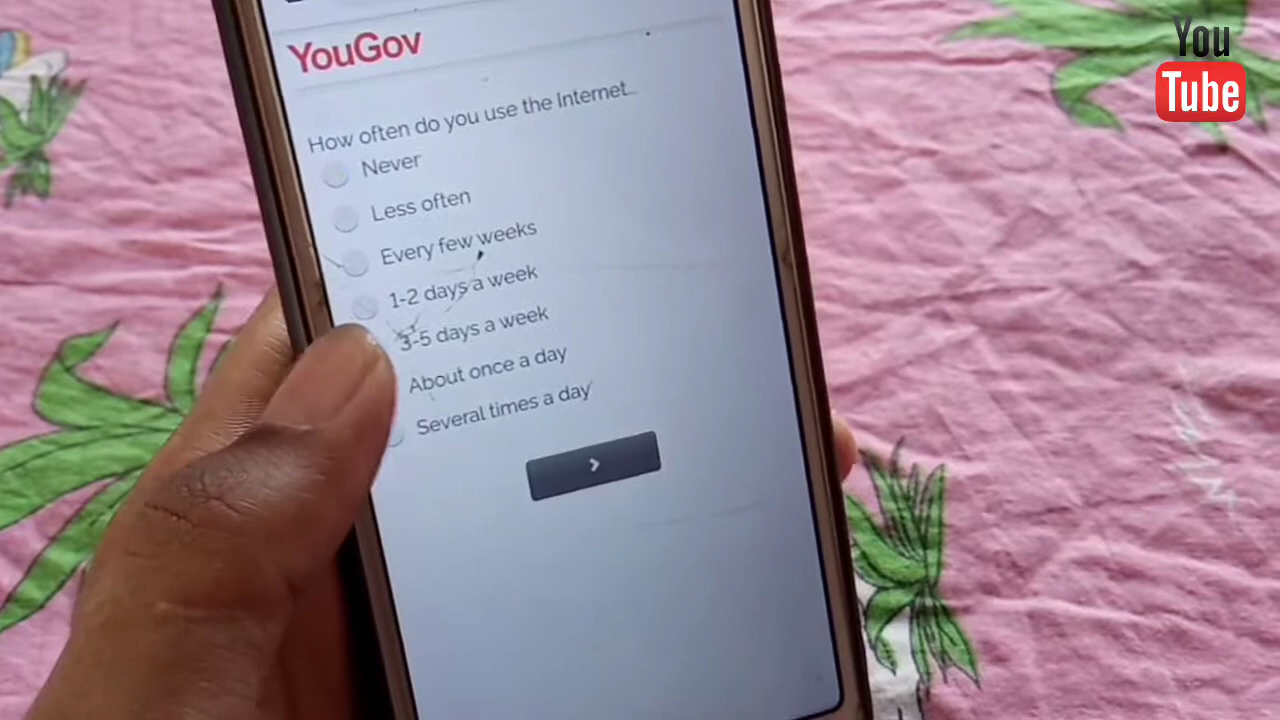 YouGov
How often do you use the Internet...
Never
Less often
Every few weeks
1-2 days a week
3-5 days a week
About once a day
Several times a day
You
Tube